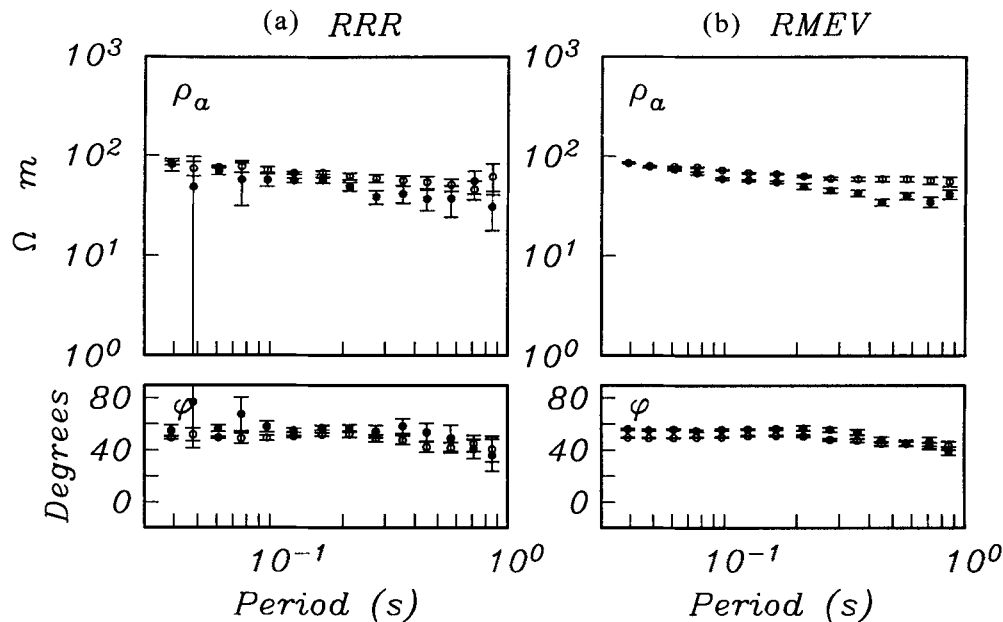 (a) RRR
(b) RMEV
10³
10²
10¹
10⁰
Ω m
ρₐ
10³
10²
10¹
10⁰
ρₐ
80
40
0
Degrees
φ
80
40
0
φ
10⁻¹
10⁰
10⁻¹
10⁰
Period (s)
Period (s)